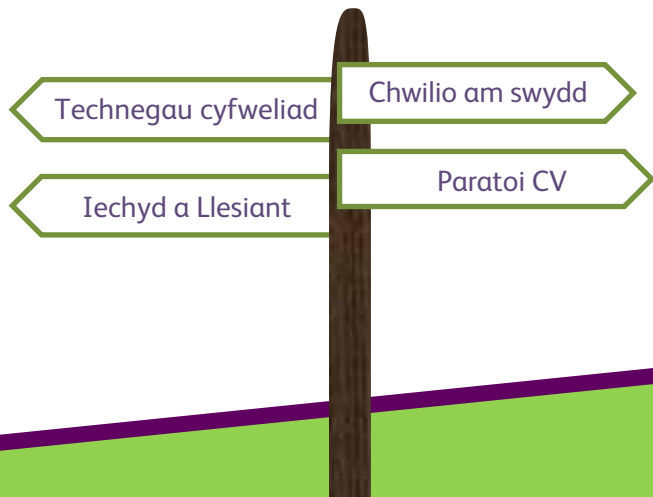 Technegau cyfweliad
Chwilio am swydd
Iechyd a Llesiant
Paratoi CV